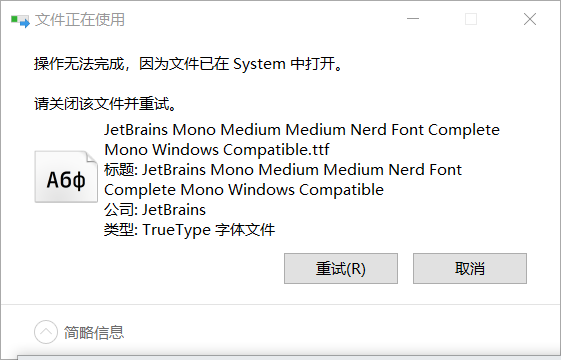 文件正在使用
操作无法完成，因为文件已在 System 中打开。
请关闭该文件并重试。
Абф
JetBrains Mono Medium Medium Nerd Font Complete
Mono Windows Compatible.ttf
标题: JetBrains Mono Medium Medium Nerd Font
Complete Mono Windows Compatible
公司: JetBrains
类型: TrueType 字体文件
重试(R)
取消
简略信息